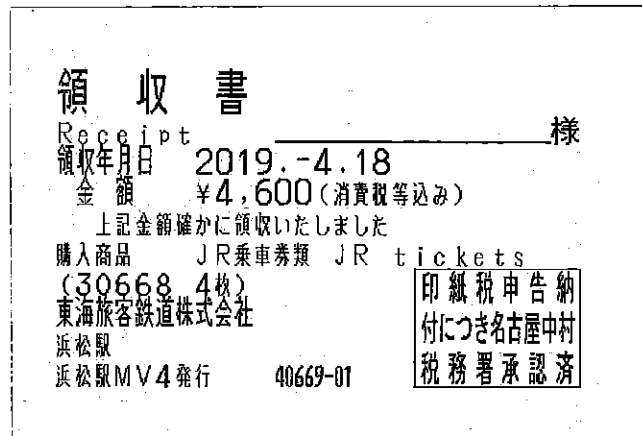 領収書
Receipt 様
領収年月日 2019.-4.18
金額 ¥4,600(消費税等込み)
上記金額確かに領収いたしました
購入商品 JR乗車券類 JR tickets
(30668 4枚)
東海旅客鉄道株式会社
浜松駅
浜松駅MV4発行 40669-01
印紙税申告納
付につき名古屋中村
税務署承認済